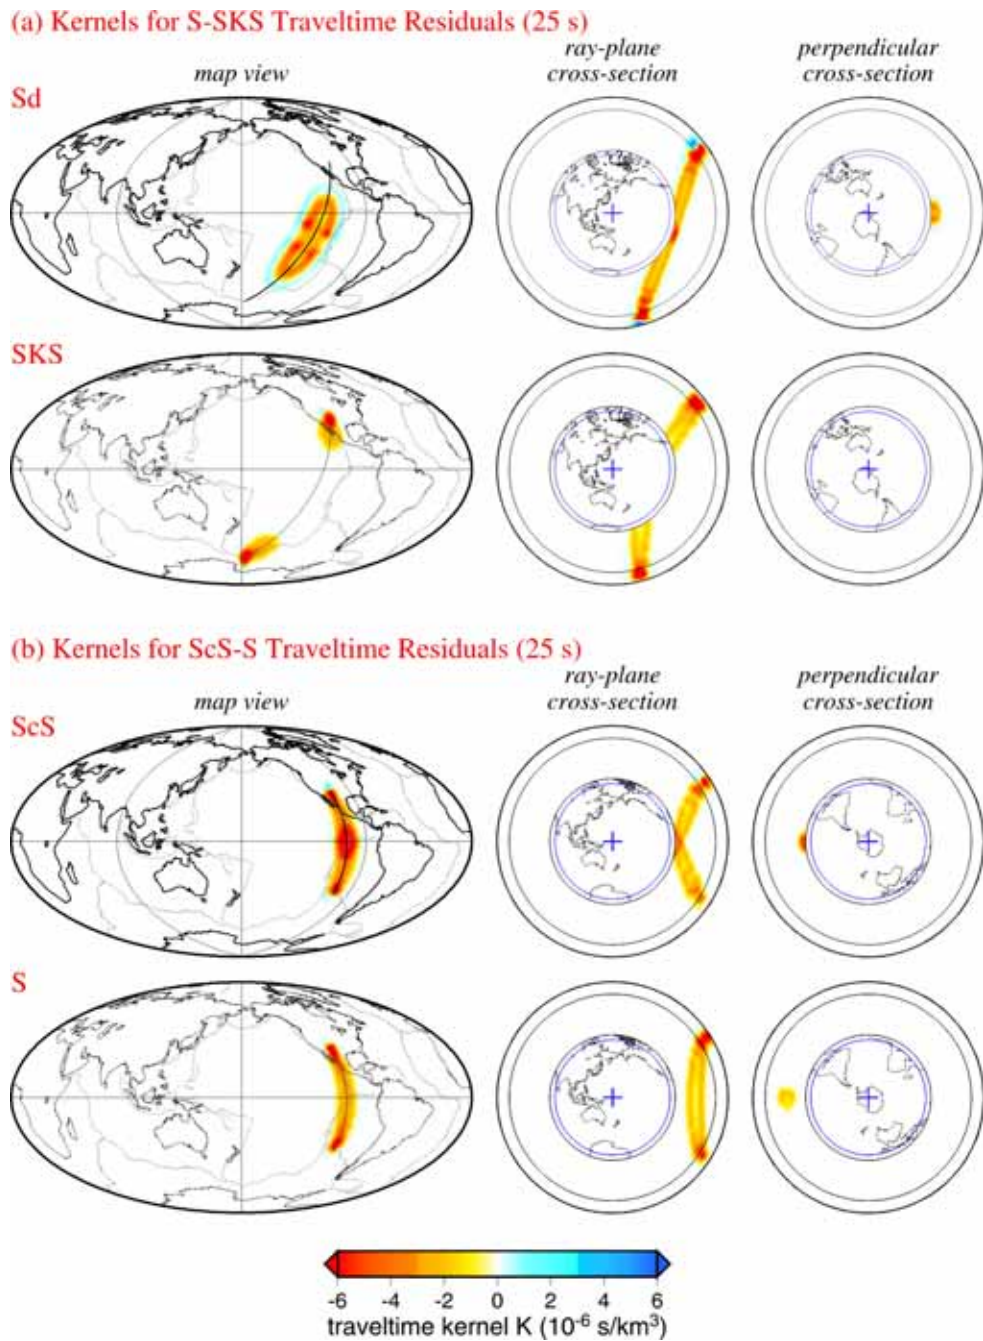 (a) Kernels for S-SKS Traveltime Residuals (25 s)
map view
ray-plane
cross-section
perpendicular
cross-section
Sd
SKS
(b) Kernels for ScS-S Traveltime Residuals (25 s)
map view
ray-plane
cross-section
perpendicular
cross-section
ScS
S
-6 -4 -2 0 2 4 6
traveltime kernel K (10⁻⁶ s/km³)